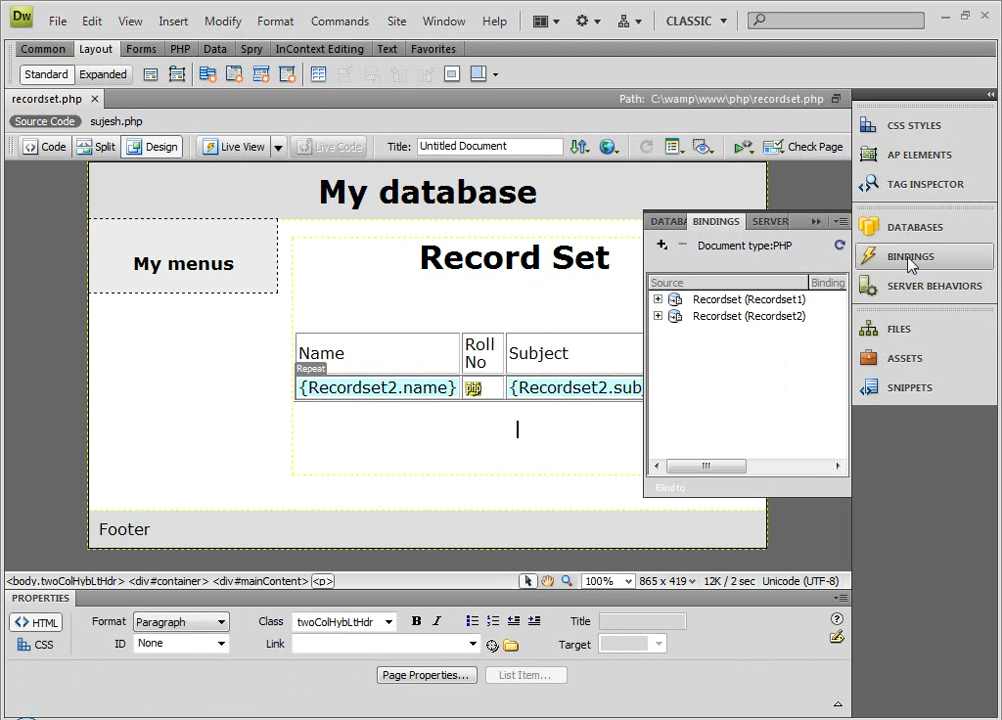 Dw File Edit View Insert Modify Format Commands Site Window Help CLASSIC
Common Layout Forms PHP Data Spry InContext Editing Text Favorites
Standard Expanded
recordset.php Path: C:\wamp\www\php\recordset.php
Source Code sujesh.php
Code Split Design Live View Live Code Title: Untitled Document Check Page
My database
My menus
Record Set
Name Roll No Subject
Repeat
{Recordset2.name} php {Recordset2.sub
Footer
DATABA BINDINGS SERVER
Document type:PHP
Source Binding
Recordset (Recordset1)
Recordset (Recordset2)
Bind to
CSS STYLES
AP ELEMENTS
TAG INSPECTOR
DATABASES
BINDINGS
SERVER BEHAVIORS
FILES
ASSETS
SNIPPETS
<body.twoColHybLtHdr> <div#container> <div#mainContent> <p> 100% 865 x 419 12K / 2 sec Unicode (UTF-8)
PROPERTIES
<> HTML Format Paragraph Class twoColHybLtHdr B I Title
CSS ID None Link Target
Page Properties... List Item...